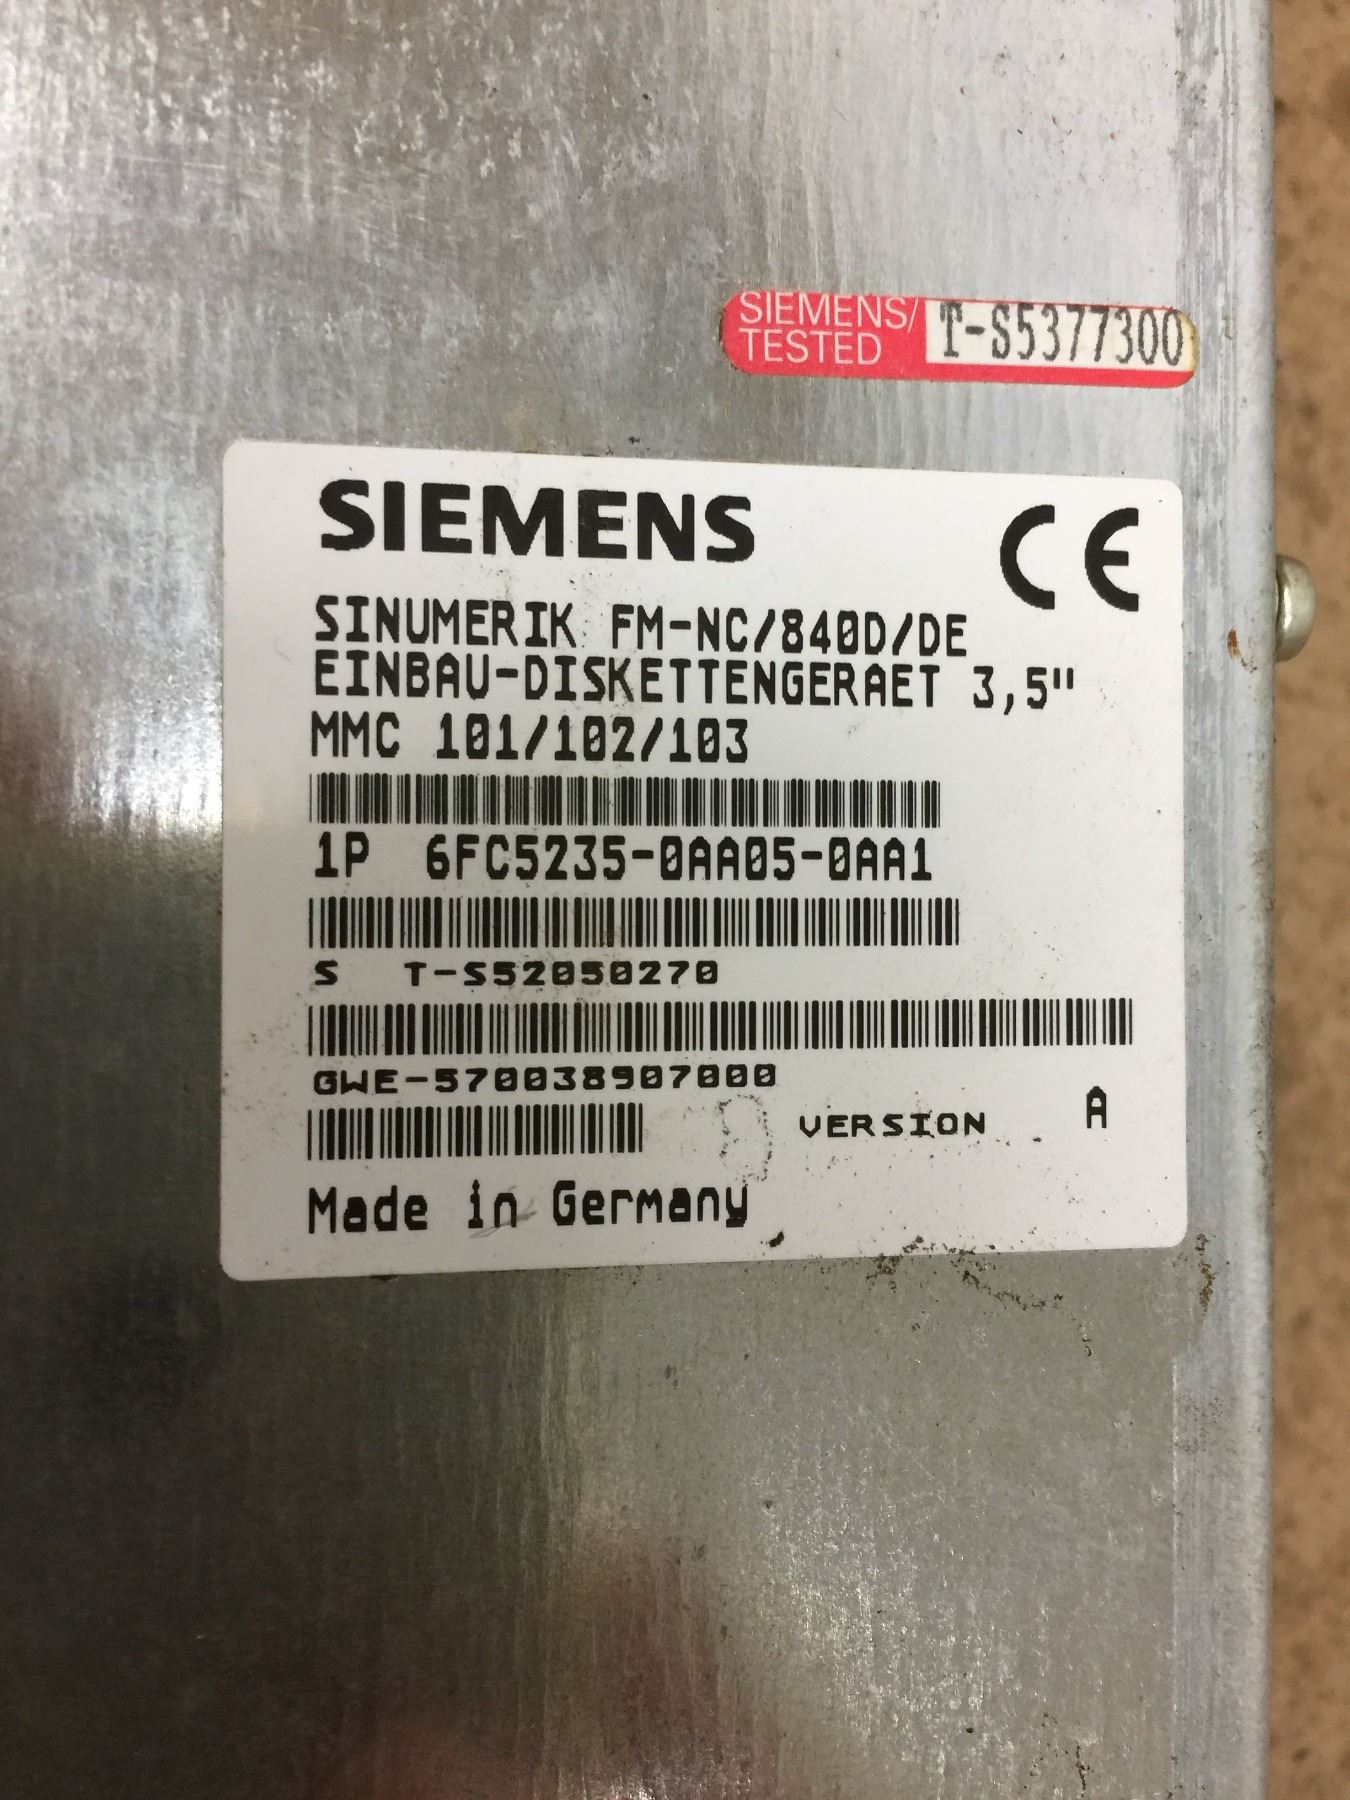 SIEMENS/
TESTED
T-S5377300
SIEMENS
CE
SINUMERIK FM-NC/840D/DE
EINBAU-DISKETTENGERAET 3,5"
MMC 101/102/103
1P 6FC5235-0AA05-0AA1
S T-S52050270
GWE-570038907000
VERSION A
Made in Germany